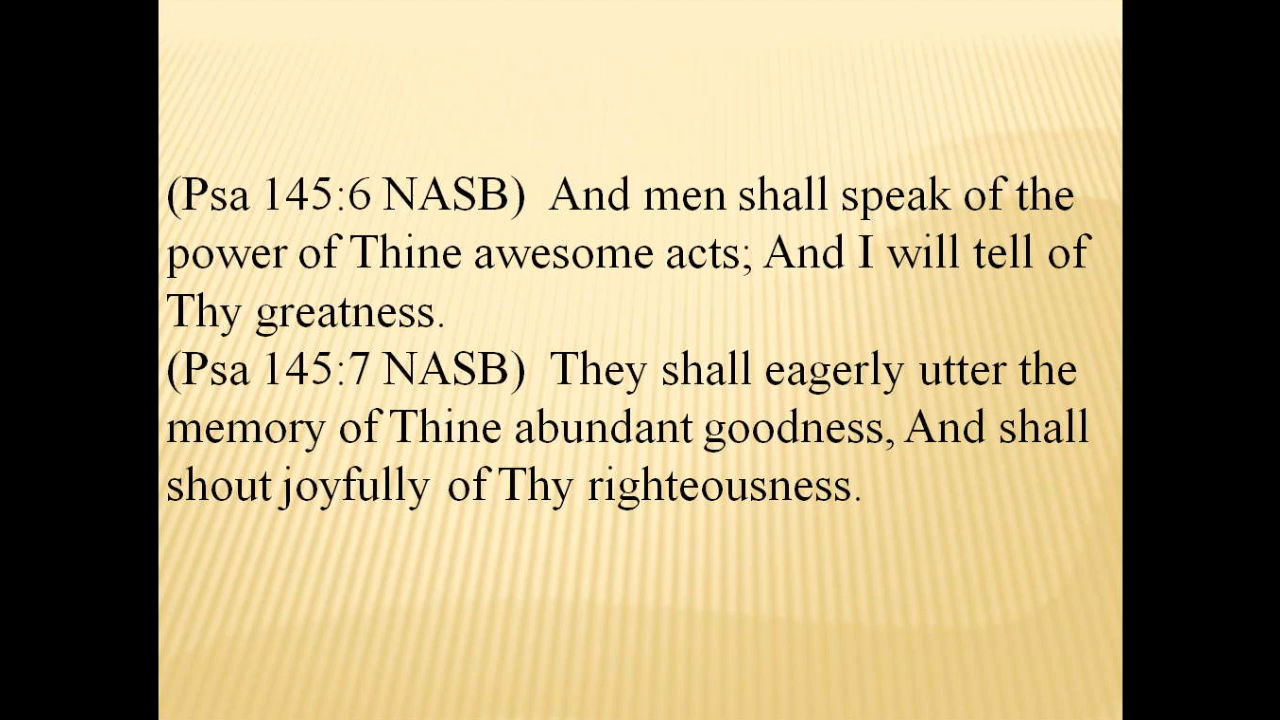 (Psa 145:6 NASB)  And men shall speak of the
power of Thine awesome acts; And I will tell of
Thy greatness.
(Psa 145:7 NASB)  They shall eagerly utter the
memory of Thine abundant goodness, And shall
shout joyfully of Thy righteousness.